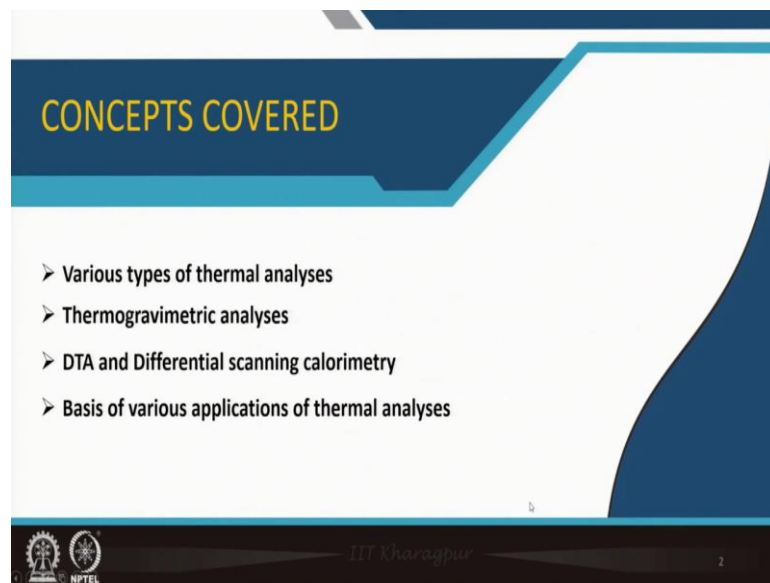 CONCEPTS COVERED
➢ Various types of thermal analyses
➢ Thermogravimetric analyses
➢ DTA and Differential scanning calorimetry
➢ Basis of various applications of thermal analyses
NPTEL
IIT Kharagpur
2